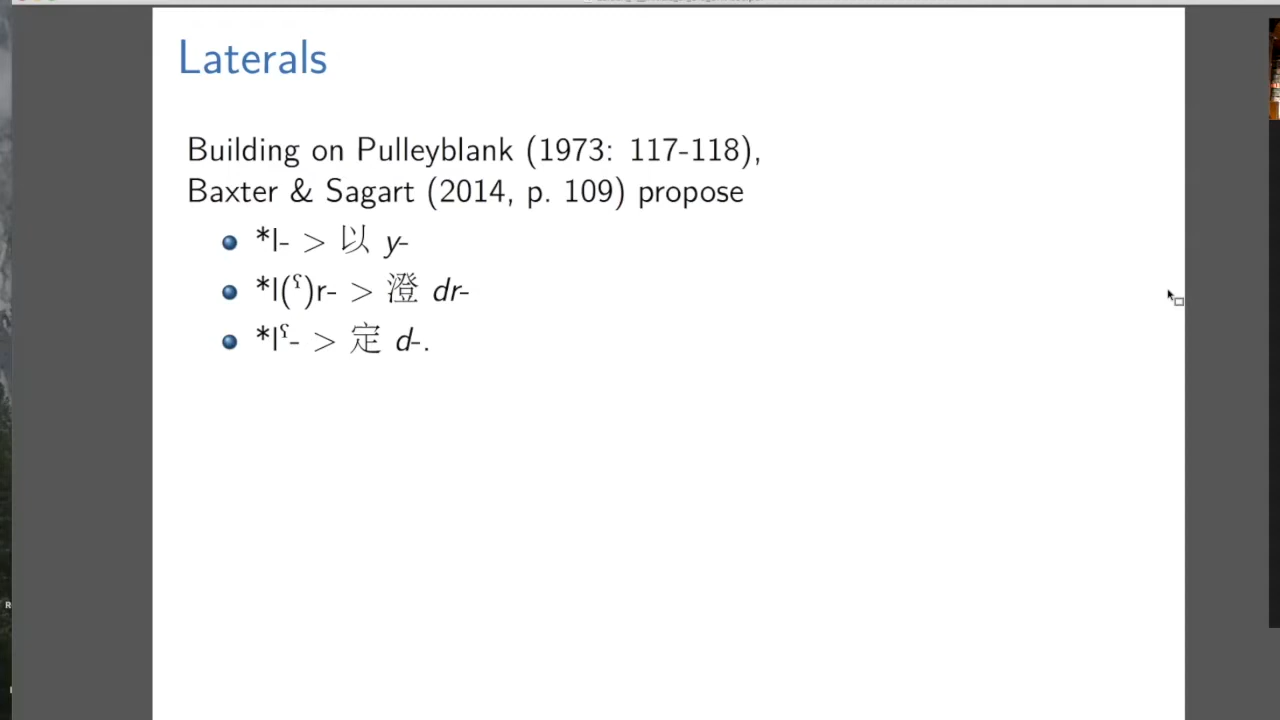 Laterals
Building on Pulleyblank (1973: 117-118),
Baxter & Sagart (2014, p. 109) propose
*l- > 以 y-
*l(ˤ)r- > 澄 dr-
*lˤ- > 定 d-.
R